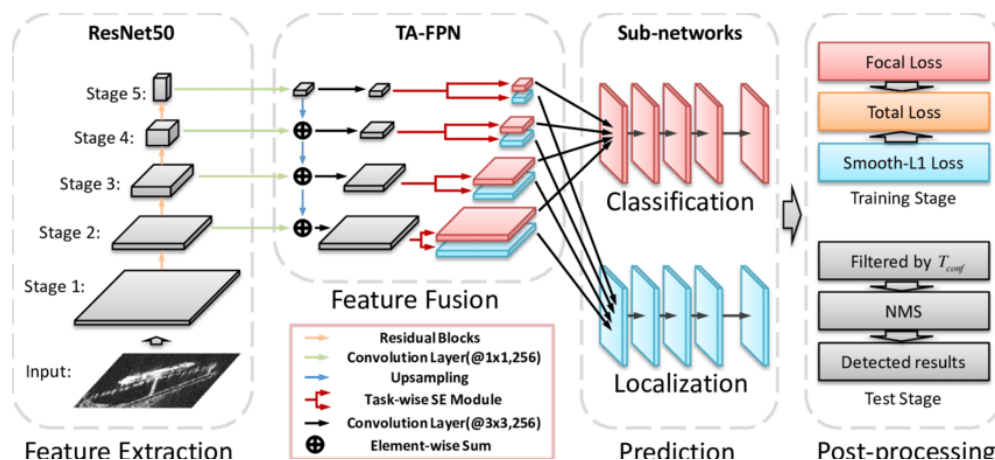 ResNet50
Stage 5:
Stage 4:
Stage 3:
Stage 2:
Stage 1:
Input:
Feature Extraction
TA-FPN
Feature Fusion
Residual Blocks
Convolution Layer(@1x1,256)
Upsampling
Task-wise SE Module
Convolution Layer(@3x3,256)
Element-wise Sum
Sub-networks
Classification
Localization
Prediction
Focal Loss
Total Loss
Smooth-L1 Loss
Training Stage
Filtered by T_conf
NMS
Detected results
Test Stage
Post-processing